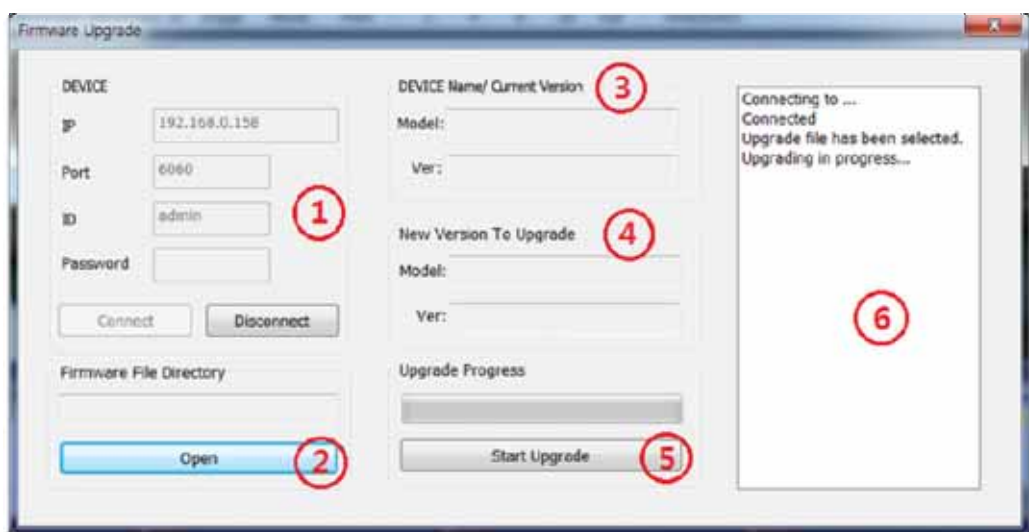 Firmware Upgrade
DEVICE
IP 192.168.0.158
Port 6060
ID admin
Password
Connect Disconnect
1
Firmware File Directory
Open
2
DEVICE Name/ Current Version
3
Model:
Ver:
New Version To Upgrade
4
Model:
Ver:
Upgrade Progress
Start Upgrade
5
Connecting to ...
Connected
Upgrade file has been selected.
Upgrading in progress...
6